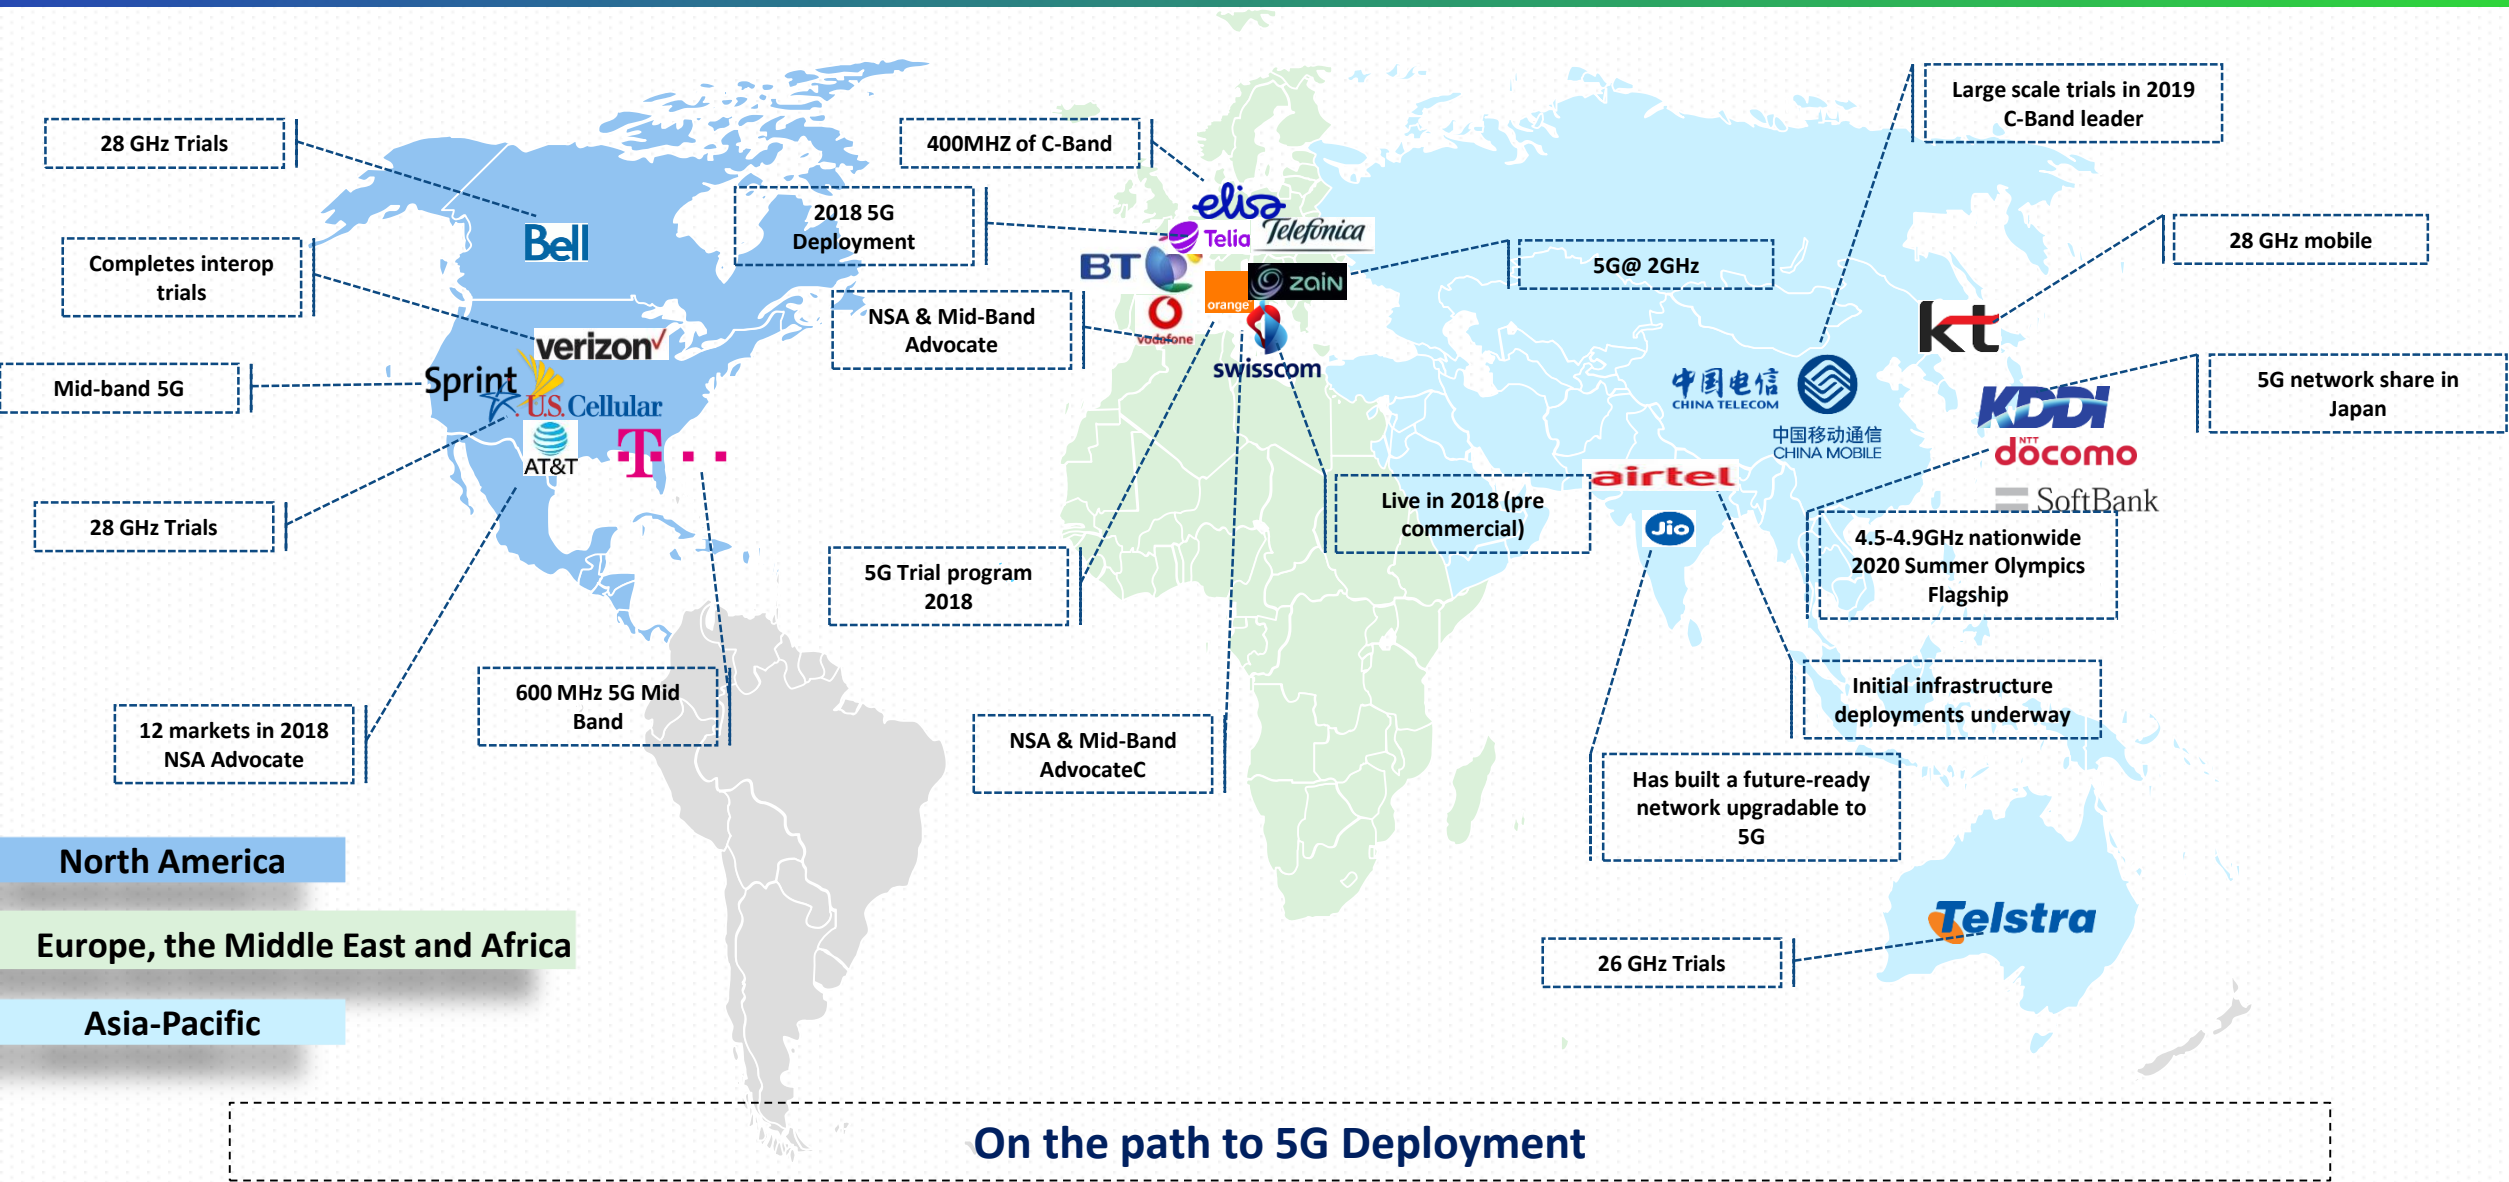 Large scale trials in 2019
C-Band leader
28 GHz Trials
400MHZ of C-Band
elisa
2018 5G
Deployment
Telia
Telefónica
Bell
28 GHz mobile
Completes interop
trials
BT
5G@ 2GHz
zain
orange
NSA & Mid-Band
Advocate
vodafone
verizon
kt
swisscom
Mid-band 5G
Sprint
U.S. Cellular
中国电信
CHINA TELECOM
5G network share in
Japan
KDDI
AT&T
T
中国移动通信
CHINA MOBILE
NTT
döcomo
airtel
SoftBank
Live in 2018 (pre
commercial)
28 GHz Trials
Jio
4.5-4.9GHz nationwide
2020 Summer Olympics
Flagship
5G Trial program
2018
600 MHz 5G Mid
Band
Initial infrastructure
deployments underway
12 markets in 2018
NSA Advocate
NSA & Mid-Band
AdvocateC
Has built a future-ready
network upgradable to
5G
North America
Telstra
Europe, the Middle East and Africa
26 GHz Trials
Asia-Pacific
On the path to 5G Deployment